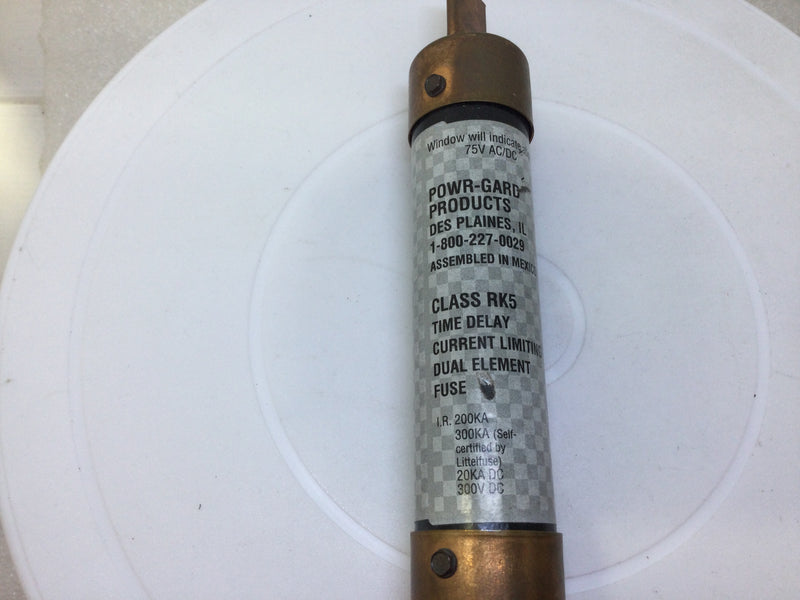 Window will indicate
75V AC/DC
POWR-GARD
PRODUCTS
DES PLAINES, IL
1-800-227-0029
ASSEMBLED IN MEXICO
CLASS RK5
TIME DELAY
CURRENT LIMITING
DUAL ELEMENT
FUSE
I.R. 200KA
300KA (Self-
certified by
Littelfuse)
20KA DC
300V DC